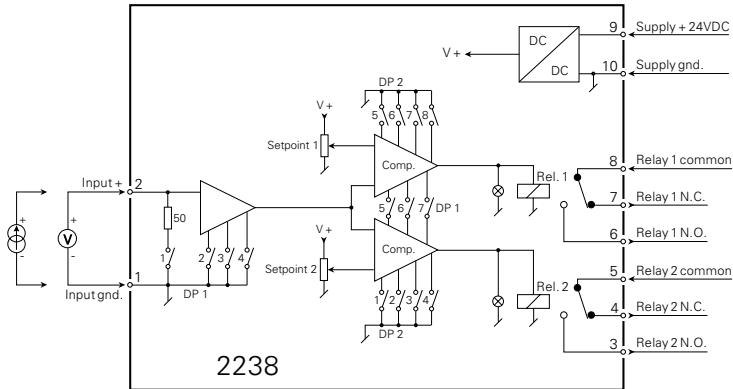 9 Supply + 24VDC
V + DC
DC
10 Supply gnd.
DP 2
5 6 7 8
V +
Setpoint 1
Comp.
8 Relay 1 common
Rel. 1
7 Relay 1 N.C.
6 Relay 1 N.O.
Input + 2
50
+ + V - -
1 2 3 4
5 6 7 DP 1
V +
Setpoint 2
Comp.
5 Relay 2 common
Rel. 2
4 Relay 2 N.C.
3 Relay 2 N.O.
1
Input gnd.
DP 1
1 2 3 4
DP 2
2238